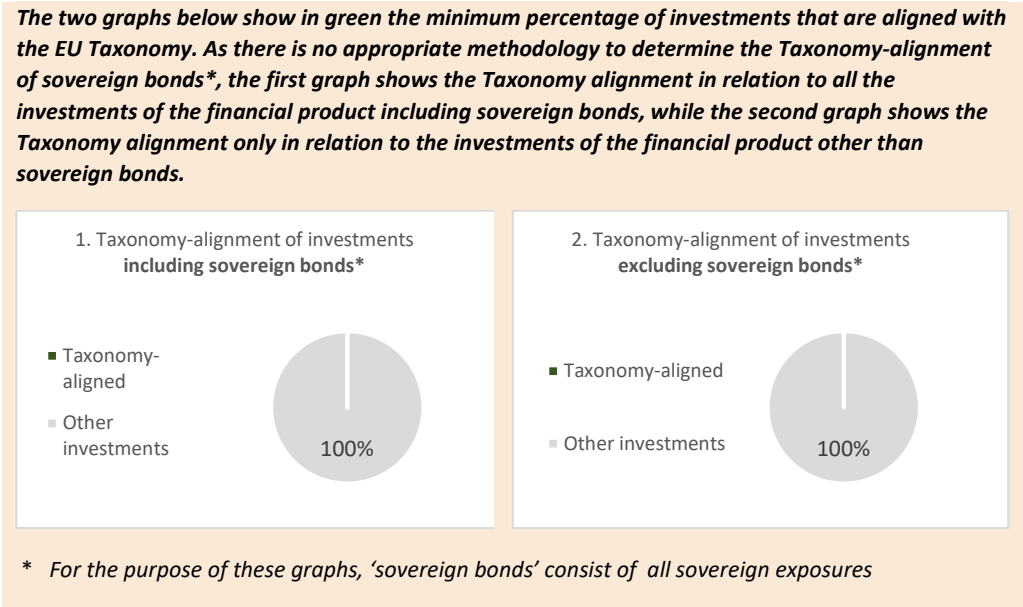 The two graphs below show in green the minimum percentage of investments that are aligned with
the EU Taxonomy. As there is no appropriate methodology to determine the Taxonomy-alignment
of sovereign bonds*, the first graph shows the Taxonomy alignment in relation to all the
investments of the financial product including sovereign bonds, while the second graph shows the
Taxonomy alignment only in relation to the investments of the financial product other than
sovereign bonds.
1. Taxonomy-alignment of investments
including sovereign bonds*
Taxonomy-
aligned
Other
investments
100%
2. Taxonomy-alignment of investments
excluding sovereign bonds*
Taxonomy-aligned
Other investments
100%
* For the purpose of these graphs, ‘sovereign bonds’ consist of all sovereign exposures